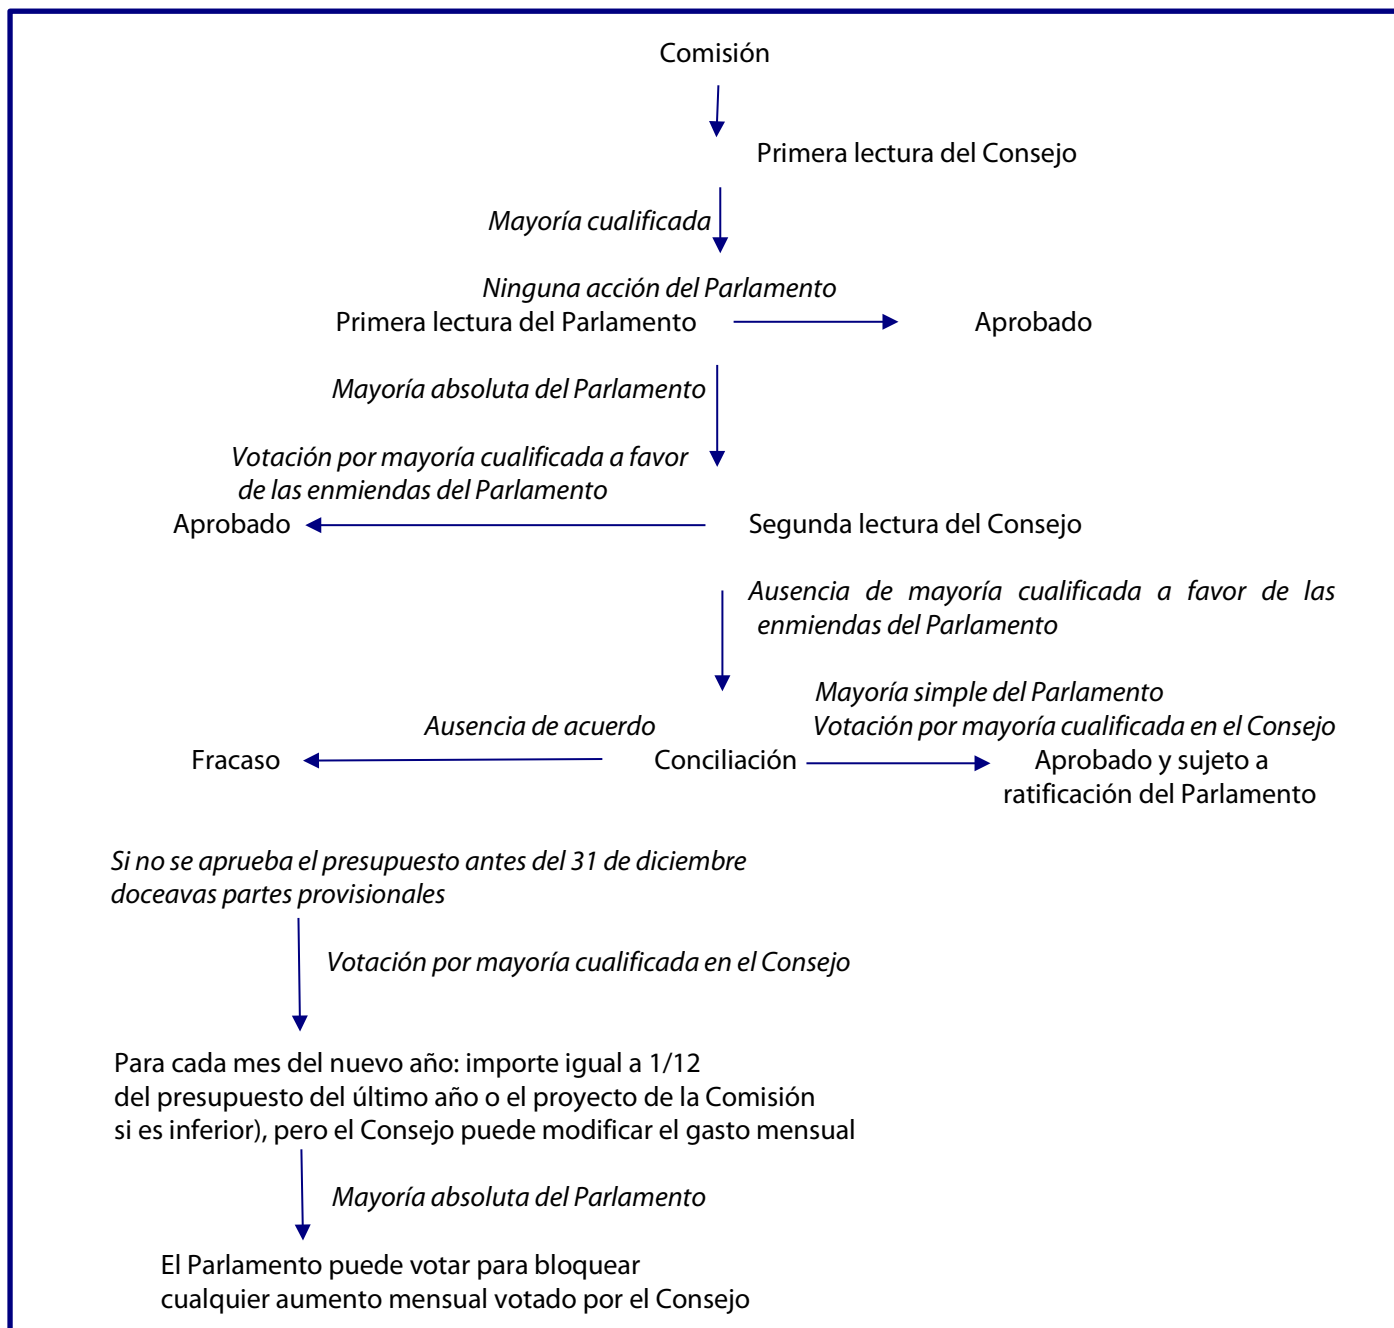 Comisión
Primera lectura del Consejo
Mayoría cualificada
Ninguna acción del Parlamento
Primera lectura del Parlamento
Aprobado
Mayoría absoluta del Parlamento
Votación por mayoría cualificada a favor
de las enmiendas del Parlamento
Aprobado
Segunda lectura del Consejo
Ausencia de mayoría cualificada a favor de las
enmiendas del Parlamento
Mayoría simple del Parlamento
Ausencia de acuerdo
Votación por mayoría cualificada en el Consejo
Fracaso
Conciliación
Aprobado y sujeto a
ratificación del Parlamento
Si no se aprueba el presupuesto antes del 31 de diciembre
doceavas partes provisionales
Votación por mayoría cualificada en el Consejo
Para cada mes del nuevo año: importe igual a 1/12
del presupuesto del último año o el proyecto de la Comisión
si es inferior), pero el Consejo puede modificar el gasto mensual
Mayoría absoluta del Parlamento
El Parlamento puede votar para bloquear
cualquier aumento mensual votado por el Consejo